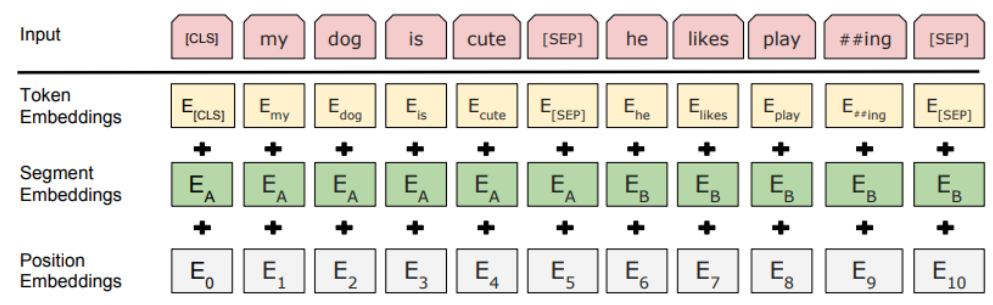 Input [CLS] my dog is cute [SEP] he likes play ##ing [SEP]
Token
Embeddings E[CLS] Emy Edog Eis Ecute E[SEP] Ehe Elikes Eplay E##ing E[SEP]
Segment
Embeddings EA EA EA EA EA EA EB EB EB EB EB
Position
Embeddings E0 E1 E2 E3 E4 E5 E6 E7 E8 E9 E10